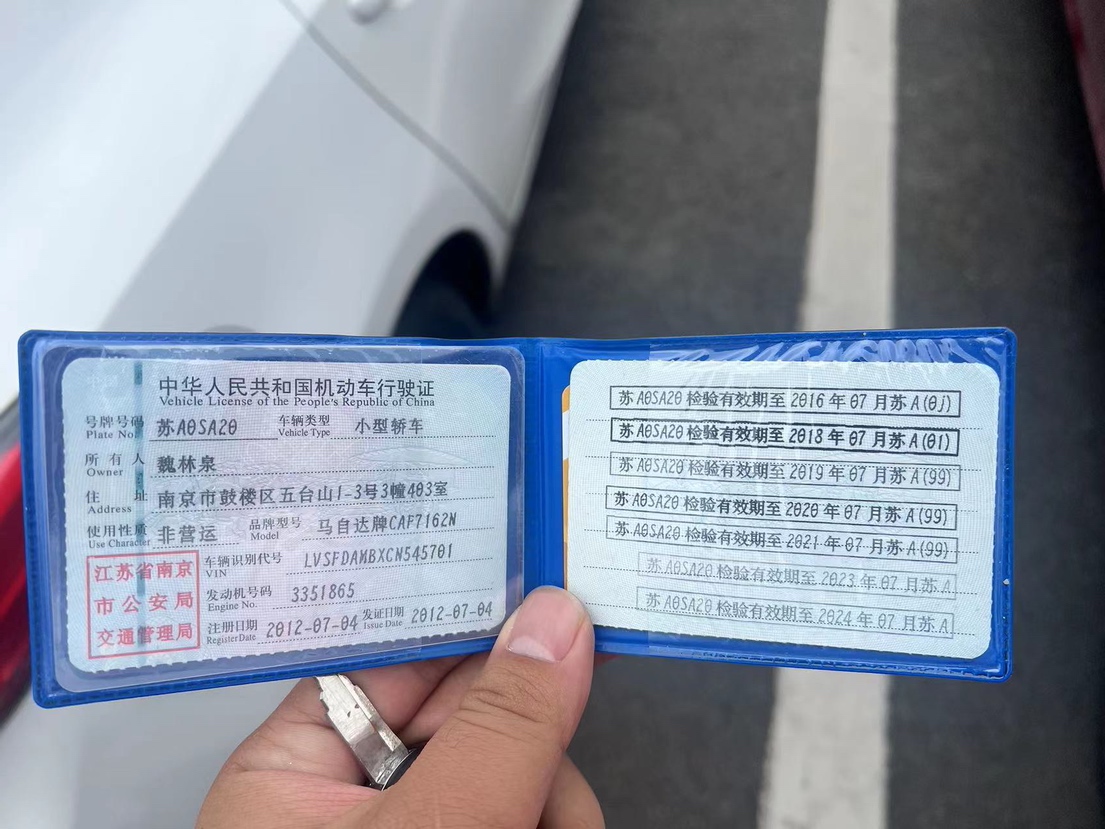 中华人民共和国机动车行驶证
Vehicle License of the People's Republic of China
号牌号码 苏A0SA20 车辆类型 小型轿车
Plate No. Vehicle Type
所有人 魏林泉
Owner
住址 南京市鼓楼区五台山1-3号3幢403室
Address
使用性质 非营运 品牌型号 马自达牌CAF7162N
Use Character Model
江苏省南京
市公安局
交通管理局
车辆识别代号 LVSFDAMBXCN545701
VIN
发动机号码 3351865
Engine No.
注册日期 2012-07-04 发证日期 2012-07-04
Register Date Issue Date
苏A0SA20 检验有效期至 2016 年 07 月苏 A(0J)
苏A0SA20 检验有效期至 2018 年 07 月苏 A(01)
苏A0SA20 检验有效期至 2019 年 07 月苏 A(99)
苏A0SA20 检验有效期至 2020 年 07 月苏 A(99)
苏A0SA20 检验有效期至 2021 年 07 月苏 A(99)
苏A0SA20 检验有效期至 2023 年 07 月苏 A
苏A0SA20 检验有效期至 2024 年 07 月苏 A